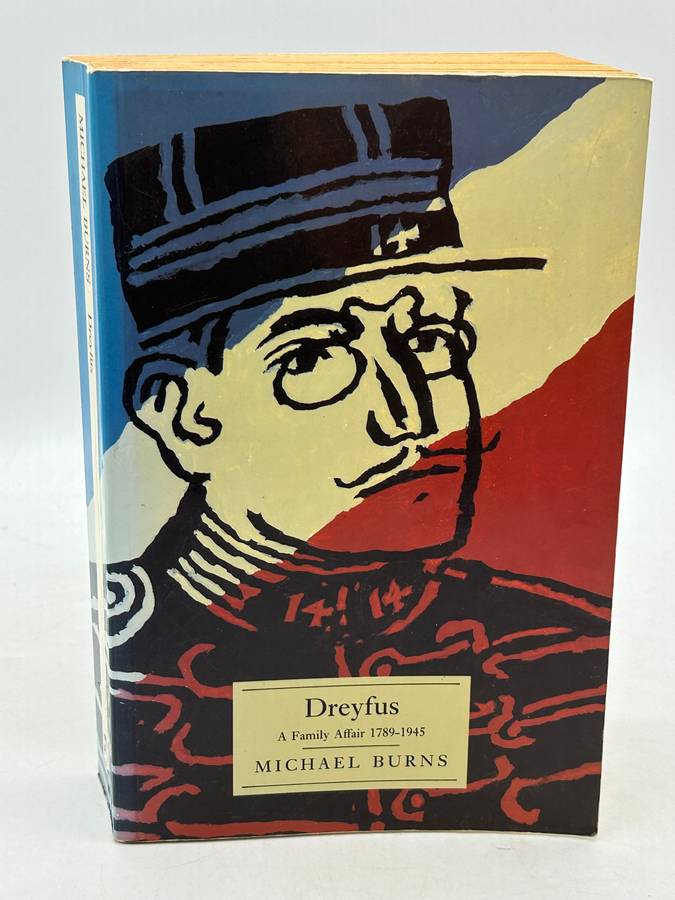 MICHAEL BURNS Dreyfus
14! 14
Dreyfus
A Family Affair 1789-1945
MICHAEL BURNS